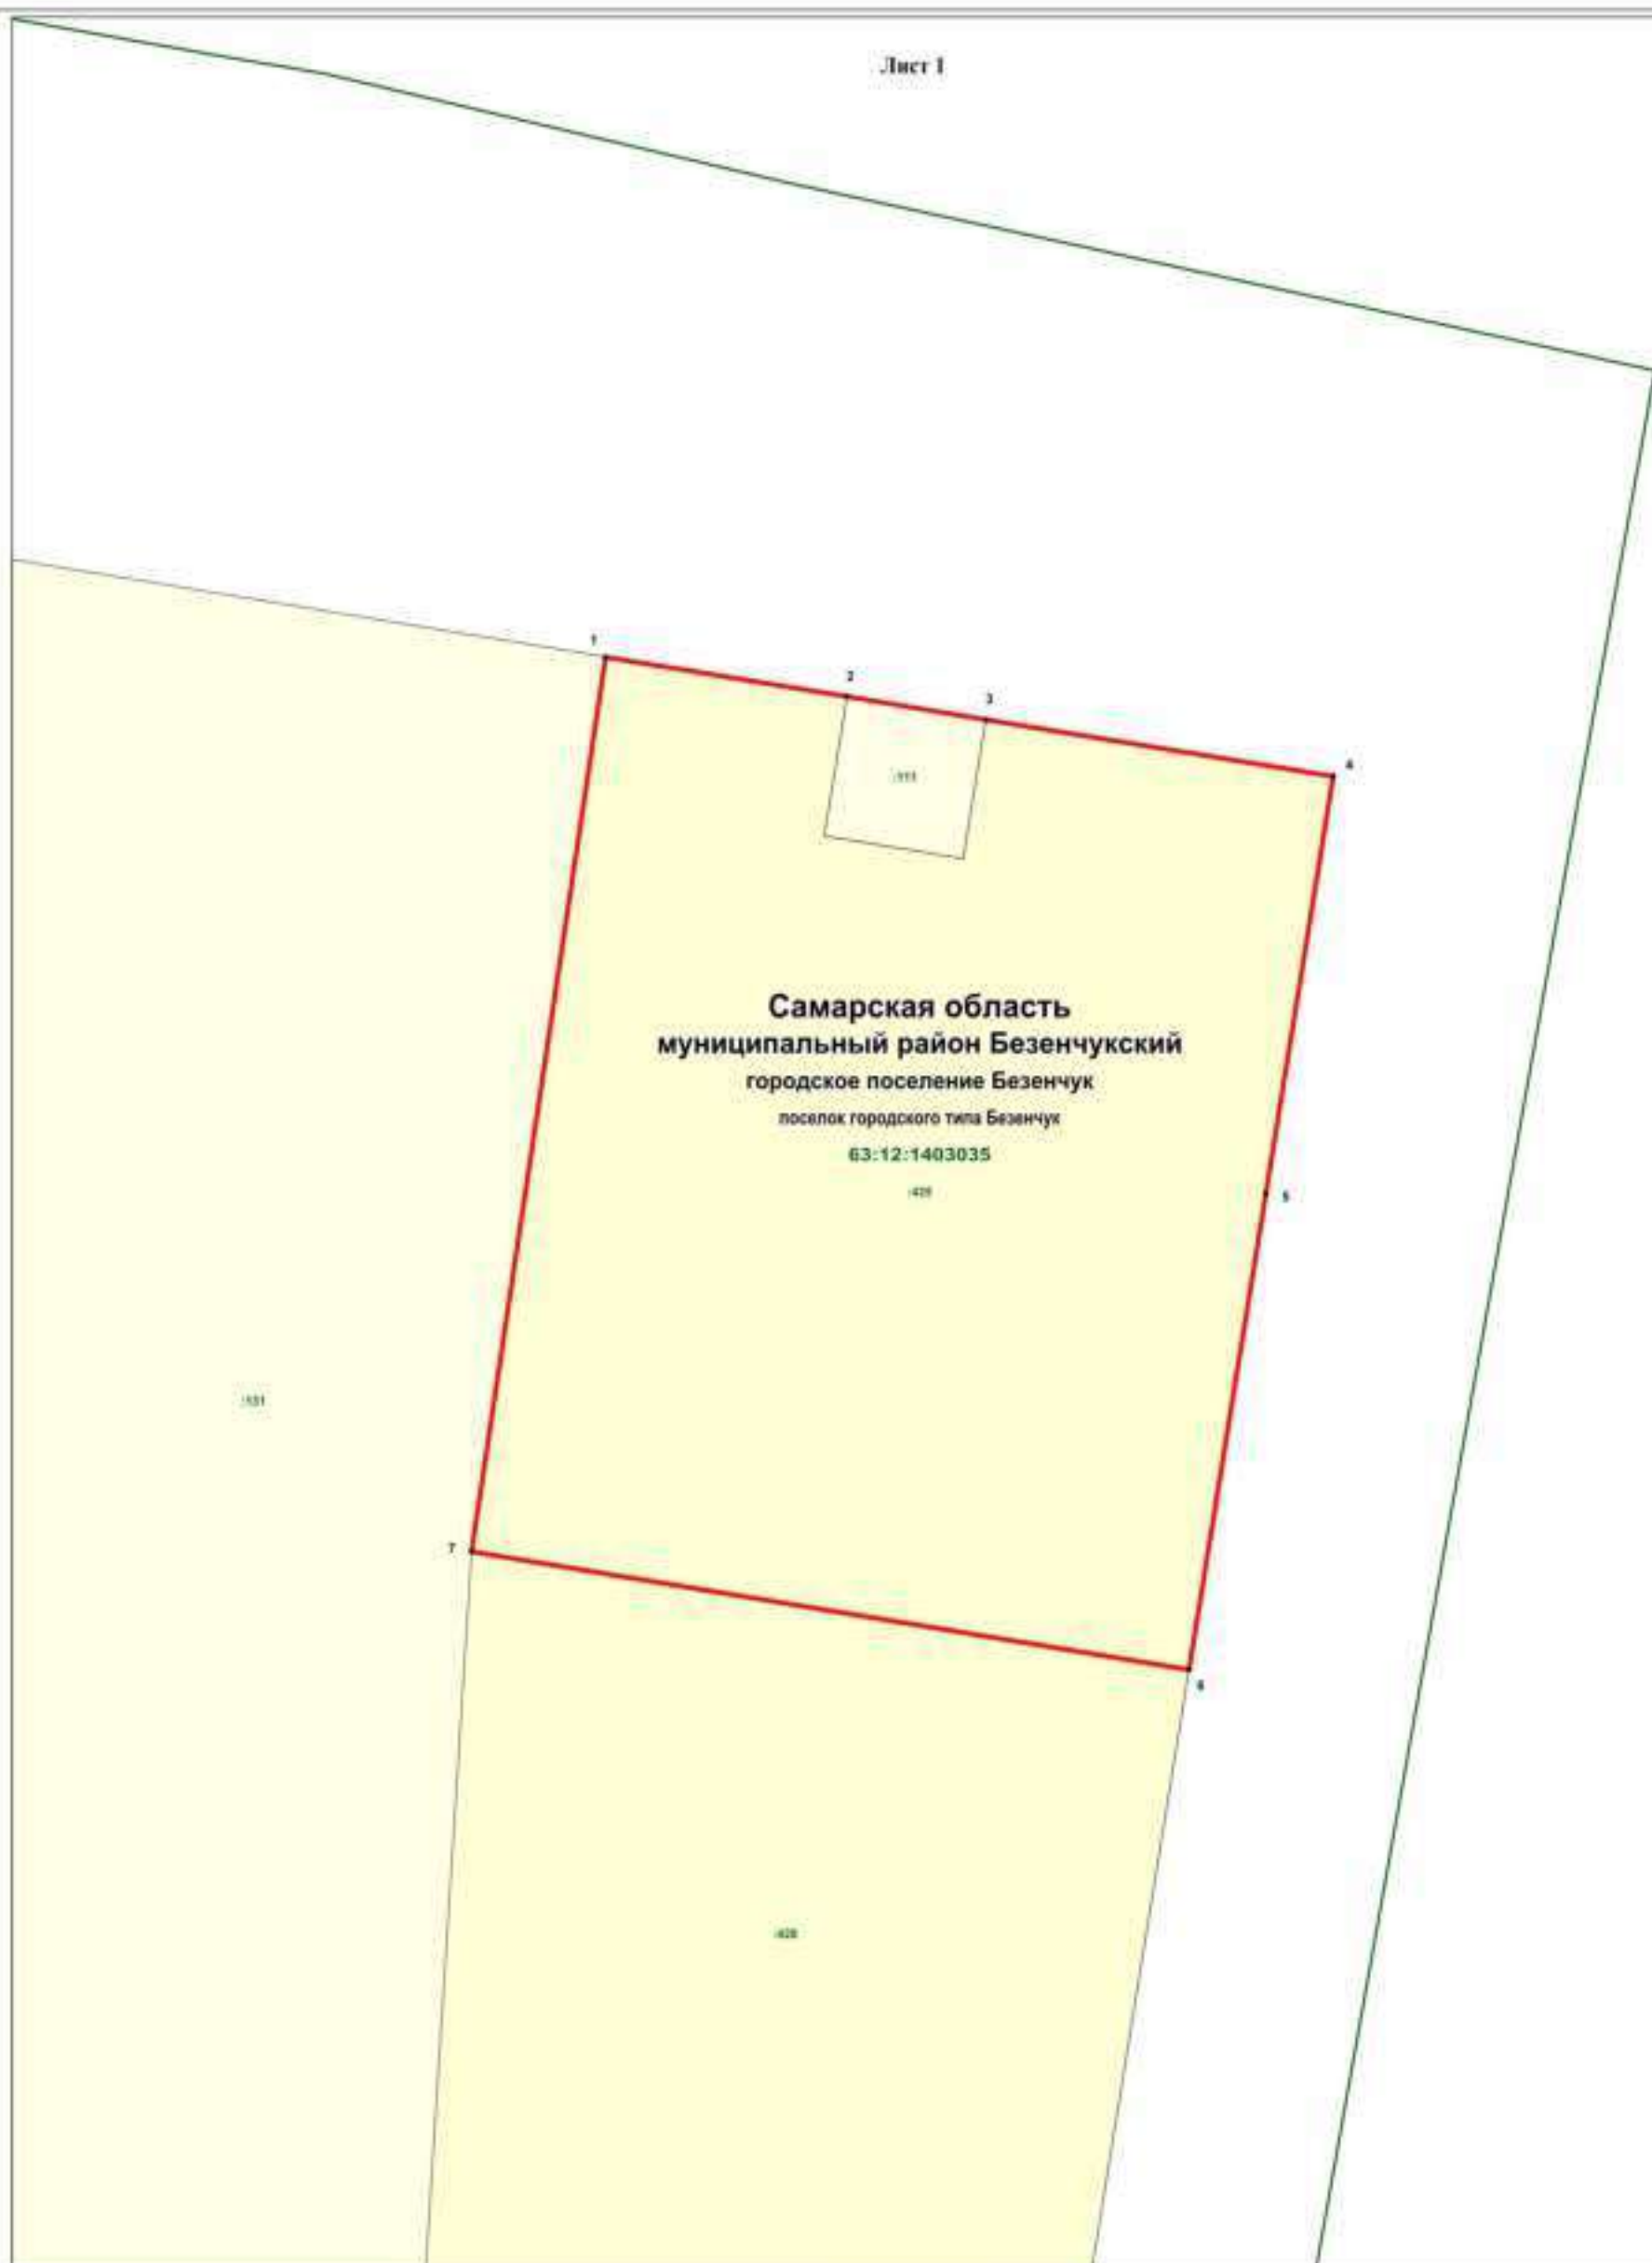 Лист 1
1
2
3
4
Самарская область
муниципальный район Безенчукский
городское поселение Безенчук
поселок городского типа Безенчук
63:12:1403035
5
7
6